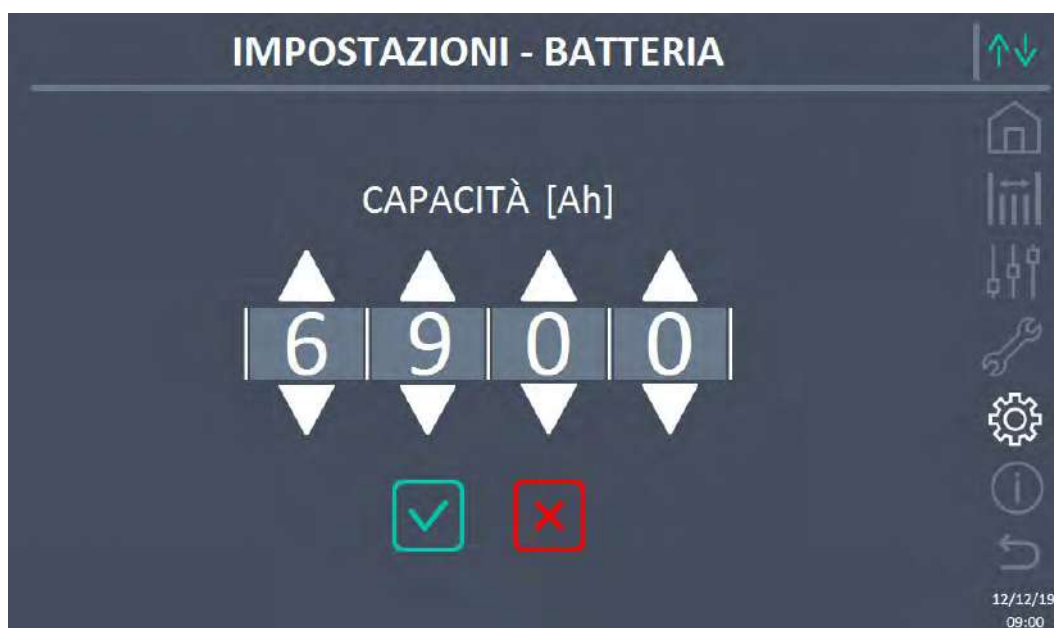 IMPOSTAZIONI - BATTERIA
CAPACITÀ [Ah]
6 9 0 0
12/12/19
09:00